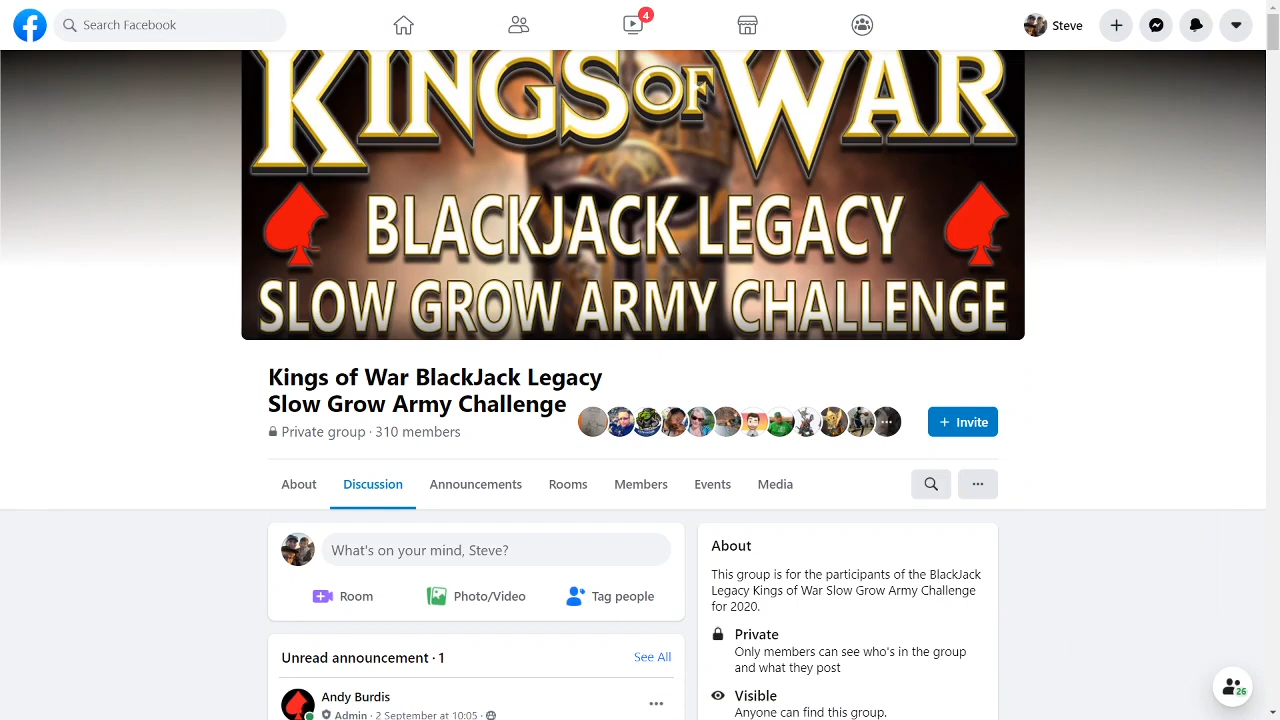 Search Facebook
4
Steve
KINGS OF WAR
BLACKJACK LEGACY
SLOW GROW ARMY CHALLENGE
Kings of War BlackJack Legacy
Slow Grow Army Challenge
Private group · 310 members
+ Invite
About
Discussion
Announcements
Rooms
Members
Events
Media
What's on your mind, Steve?
Room
Photo/Video
Tag people
Unread announcement · 1
See All
Andy Burdis
Admin · 2 September at 10:05 ·
About
This group is for the participants of the BlackJack
Legacy Kings of War Slow Grow Army Challenge
for 2020.
Private
Only members can see who's in the group
and what they post
Visible
Anyone can find this group.
26